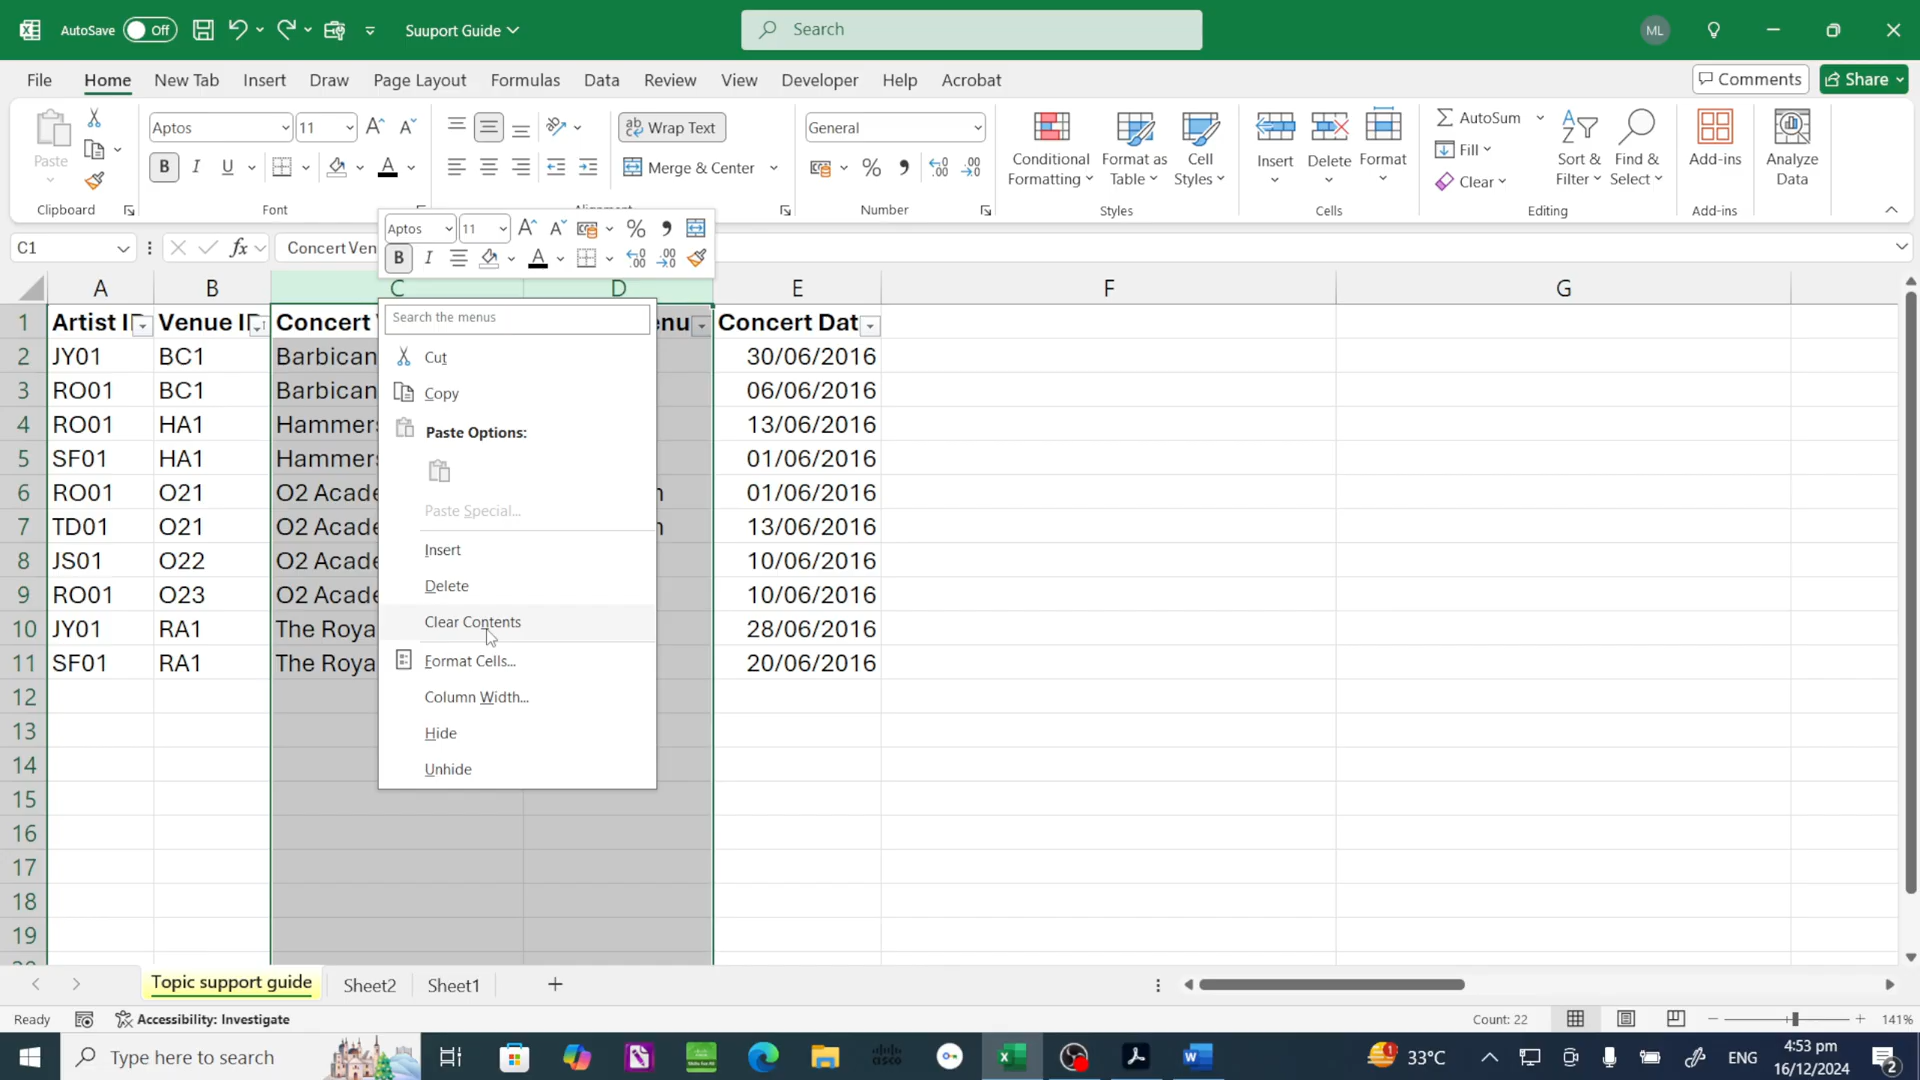 AutoSave Off Suuport Guide Search ML
File Home New Tab Insert Draw Page Layout Formulas Data Review View Developer Help Acrobat Comments Share
Paste Aptos 11 Wrap Text General Conditional Formatting Format as Table Cell Styles Insert Delete Format AutoSum Sort & Filter Find & Select Add-ins Analyze Data
B I U Merge & Center % , Fill Clear
Clipboard Font Alignment Number Styles Cells Editing Add-ins
C1 fx Concert Ven
Aptos 11 % ,
B I A
A B C D E F G
1 Artist ID Venue ID Concert enu Concert Dat
2 JY01 BC1 Barbican 30/06/2016
3 RO01 BC1 Barbican 06/06/2016
4 RO01 HA1 Hammers 13/06/2016
5 SF01 HA1 Hammers 01/06/2016
6 RO01 O21 O2 Acade 01/06/2016
7 TD01 O21 O2 Acade 13/06/2016
8 JS01 O22 O2 Acade 10/06/2016
9 RO01 O23 O2 Acade 10/06/2016
10 JY01 RA1 The Roya 28/06/2016
11 SF01 RA1 The Roya 20/06/2016
12
13
14
15
16
17
18
19
Search the menus
Cut
Copy
Paste Options:
Paste Special...
Insert
Delete
Clear Contents
Format Cells...
Column Width...
Hide
Unhide
Topic support guide Sheet2 Sheet1
Ready Accessibility: Investigate Count: 22 141%
Type here to search 33°C ENG 4:53 pm
16/12/2024 2